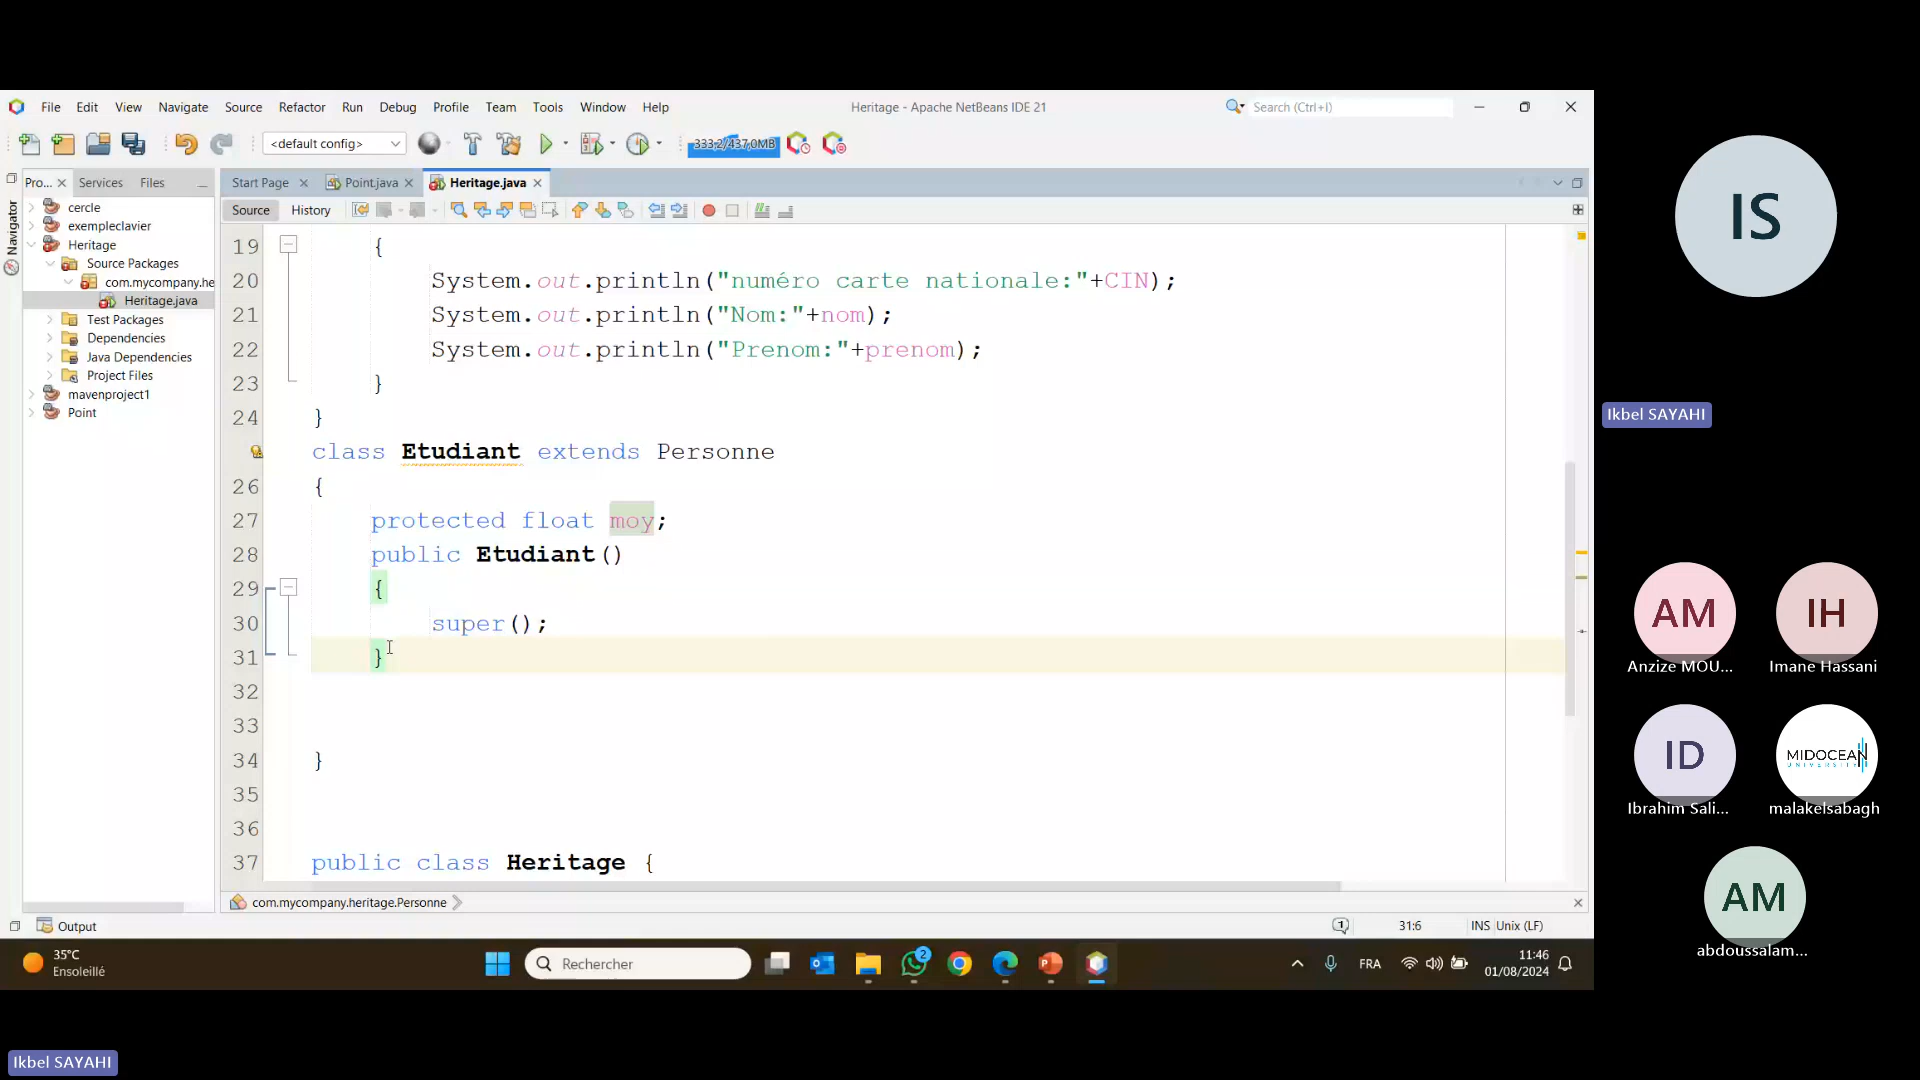 File Edit View Navigate Source Refactor Run Debug Profile Team Tools Window Help
Heritage - Apache NetBeans IDE 21
Search (Ctrl+I)
<default config>
333,2/437,0MB
Pro...
Services
Files
Start Page
Point.java
Heritage.java
Source
History
Navigator
cercle
exempleclavier
Heritage
Source Packages
com.mycompany.he
Heritage.java
Test Packages
Dependencies
Java Dependencies
Project Files
mavenproject1
Point
19 {
20 System.out.println("numéro carte nationale:"+CIN);
21 System.out.println("Nom:"+nom);
22 System.out.println("Prenom:"+prenom);
23 }
24 }
class Etudiant extends Personne
26 {
27 protected float moy;
28 public Etudiant()
29 {
30 super();
31 }
32
33
34 }
35
36
37 public class Heritage {
com.mycompany.heritage.Personne
Output
1
31:6
INS
Unix (LF)
35°C
Ensoleillé
Rechercher
2
FRA
11:46
01/08/2024
IS
Ikbel SAYAHI
AM
Anzize MOU...
IH
Imane Hassani
ID
Ibrahim Sali...
MIDOCEAN
UNIVERSITY
malakelsabagh
AM
abdoussalam...
Ikbel SAYAHI